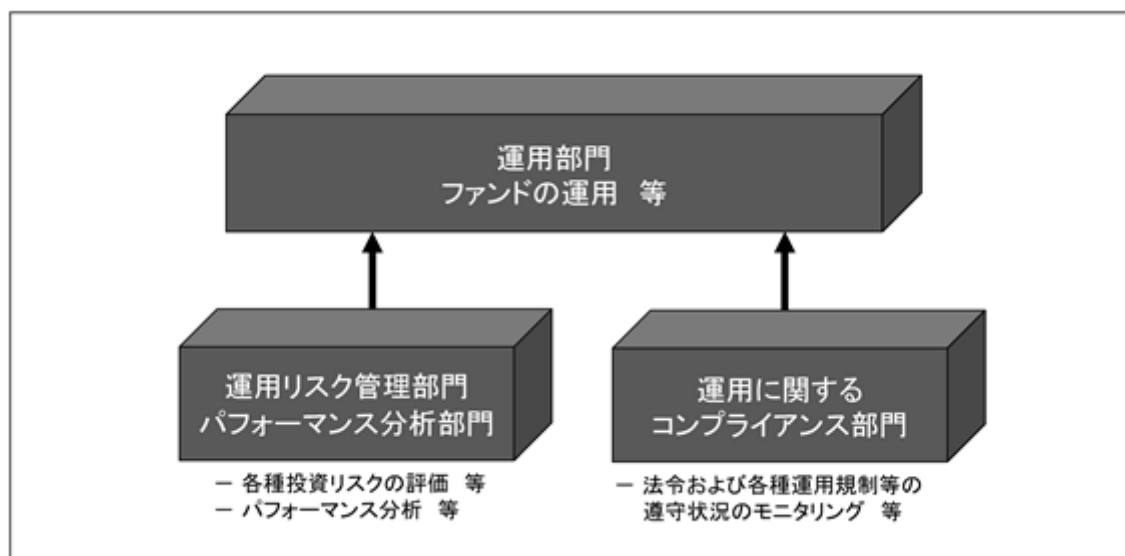 運用部門
ファンドの運用　等
運用リスク管理部門
パフォーマンス分析部門
運用に関する
コンプライアンス部門
－ 各種投資リスクの評価　等
－ パフォーマンス分析　等
－ 法令および各種運用規制等の
遵守状況のモニタリング　等